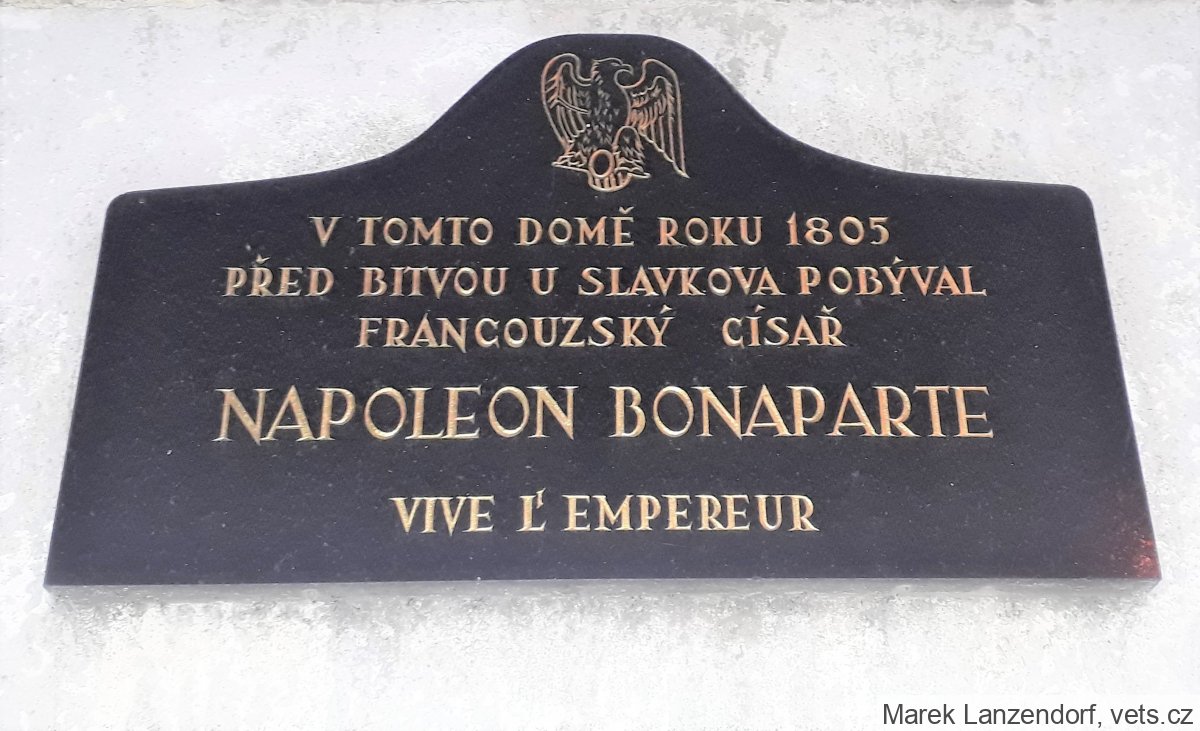 V TOMTO DOMĚ ROKU 1805
PŘED BITVOU U SLAVKOVA POBÝVAL
FRANCOUZSKÝ CÍSAŘ
NAPOLEON BONAPARTE
VIVE L' EMPEREUR
Marek Lanzendorf, vets.cz